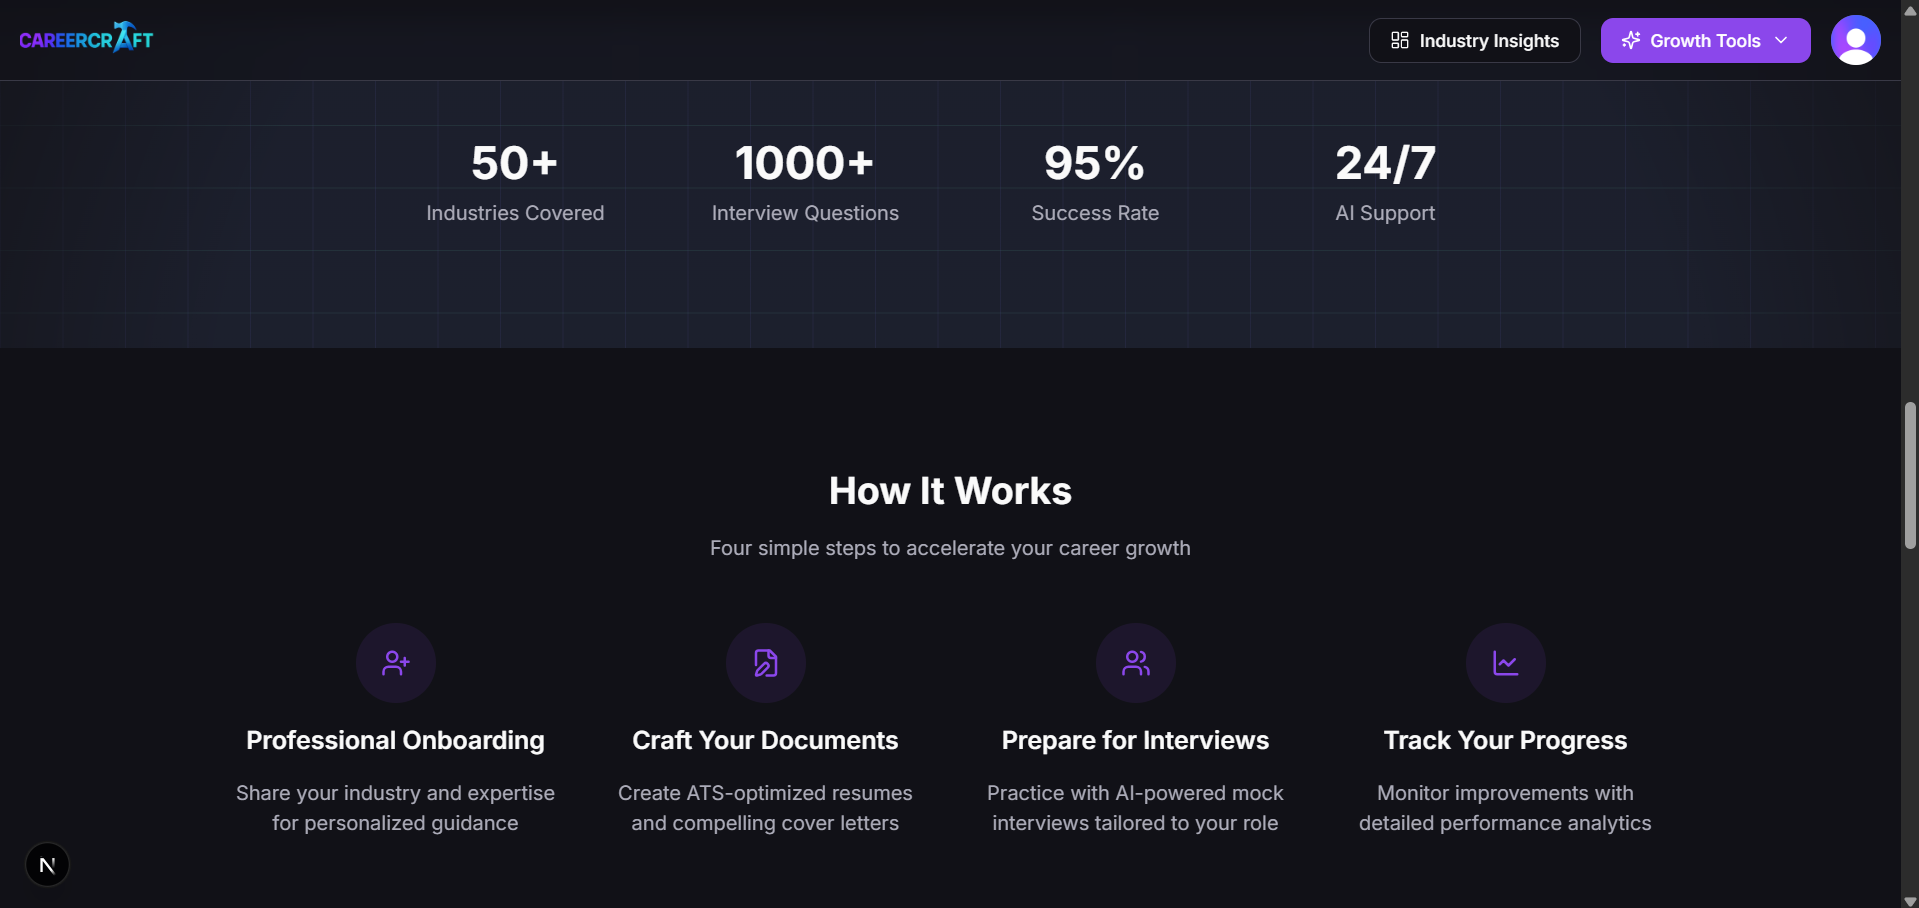 CAREERCRAFT
Industry Insights
Growth Tools
50+
1000+
95%
24/7
Industries Covered
Interview Questions
Success Rate
AI Support
How It Works
Four simple steps to accelerate your career growth
Professional Onboarding
Share your industry and expertise
for personalized guidance
Craft Your Documents
Create ATS-optimized resumes
and compelling cover letters
Prepare for Interviews
Practice with AI-powered mock
interviews tailored to your role
Track Your Progress
Monitor improvements with
detailed performance analytics
N